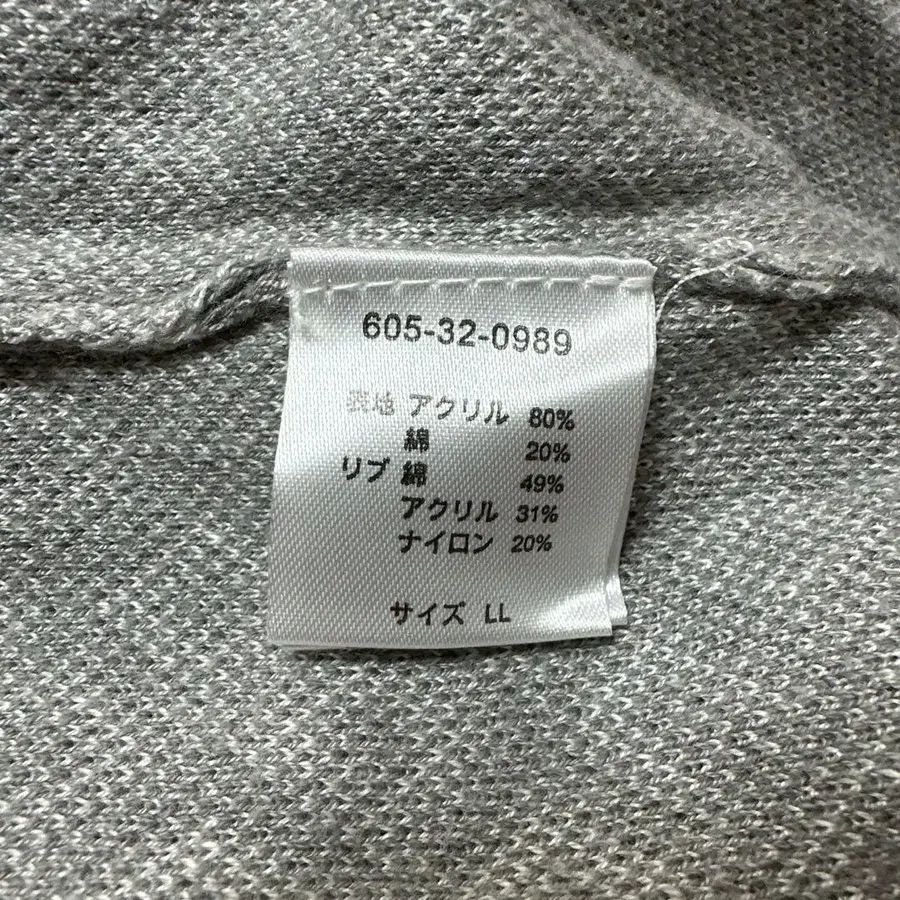 605-32-0989
表地 アクリル 80%
綿 20%
リブ 綿 49%
アクリル 31%
ナイロン 20%
サイズ LL